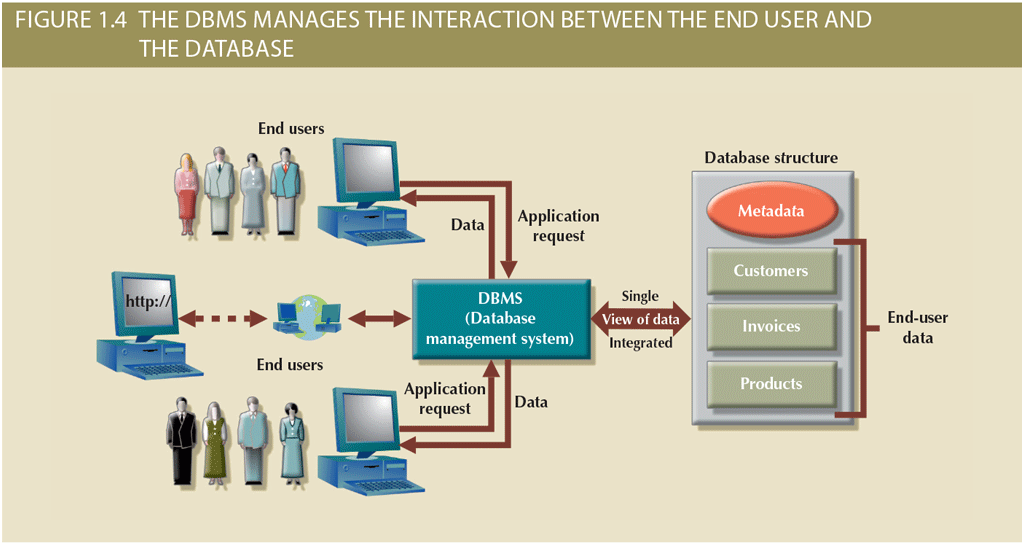 FIGURE 1.4 THE DBMS MANAGES THE INTERACTION BETWEEN THE END USER AND
THE DATABASE
End users
Database structure
Metadata
Data
Application
request
Customers
http://
DBMS
(Database
management system)
Single
View of data
Integrated
Invoices
End-user
data
End users
Application
request
Data
Products